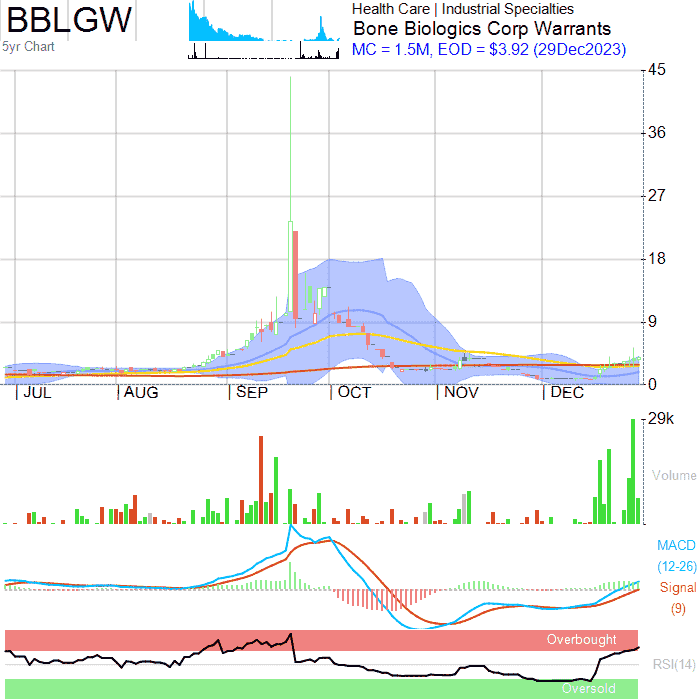 BBLGW
5yr Chart
Health Care | Industrial Specialties
Bone Biologics Corp Warrants
MC = 1.5M, EOD = $3.92 (29Dec2023)
45
36
27
18
9
0
JUL AUG SEP OCT NOV DEC
29k
Volume
MACD
(12-26)
Signal
(9)
Overbought
RSI(14)
Oversold